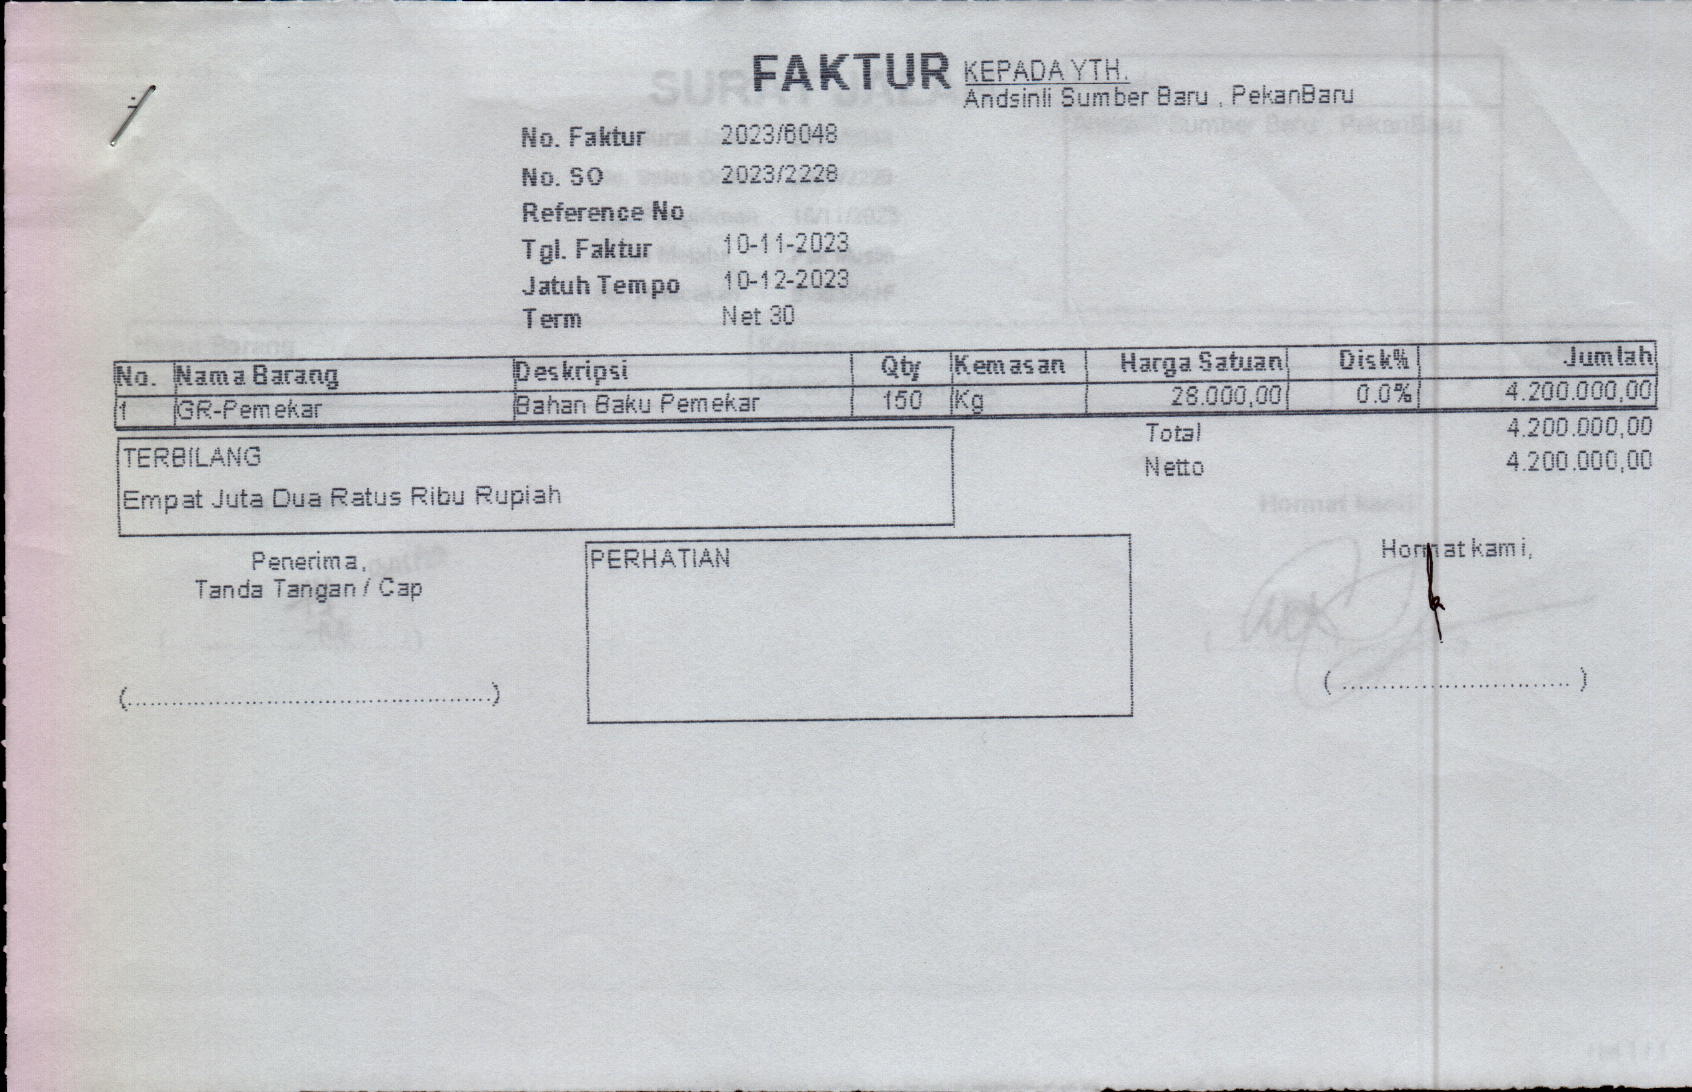 FAKTUR
KEPADA YTH.
Andsinli Sumber Baru , PekanBaru
No. Faktur 2023/6048
No. SO 2023/2228
Reference No
Tgl. Faktur 10-11-2023
Jatuh Tempo 10-12-2023
Term Net 30
No. Nama Barang Deskripsi Qty Kemasan Harga Satuan Disk% Jumlah
1 GR-Pemekar Bahan Baku Pemekar 150 Kg 28.000,00 0.0% 4.200.000,00
Total 4.200.000,00
Netto 4.200.000,00
TERBILANG
Empat Juta Dua Ratus Ribu Rupiah
Penerima,
Tanda Tangan / Cap
(..................................................)
PERHATIAN
Hormat kami,
( ............................. )